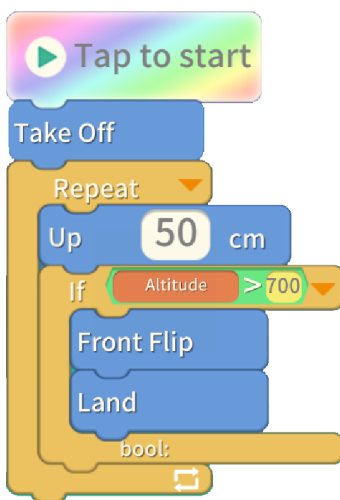 Tap to start
Take Off
Repeat
Up 50 cm
If Altitude > 700
Front Flip
Land
bool: